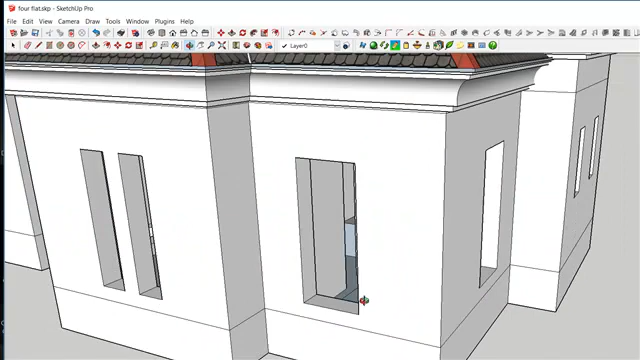 four flat.skp - SketchUp Pro
File Edit View Camera Draw Tools Window Plugins Help
Layer0